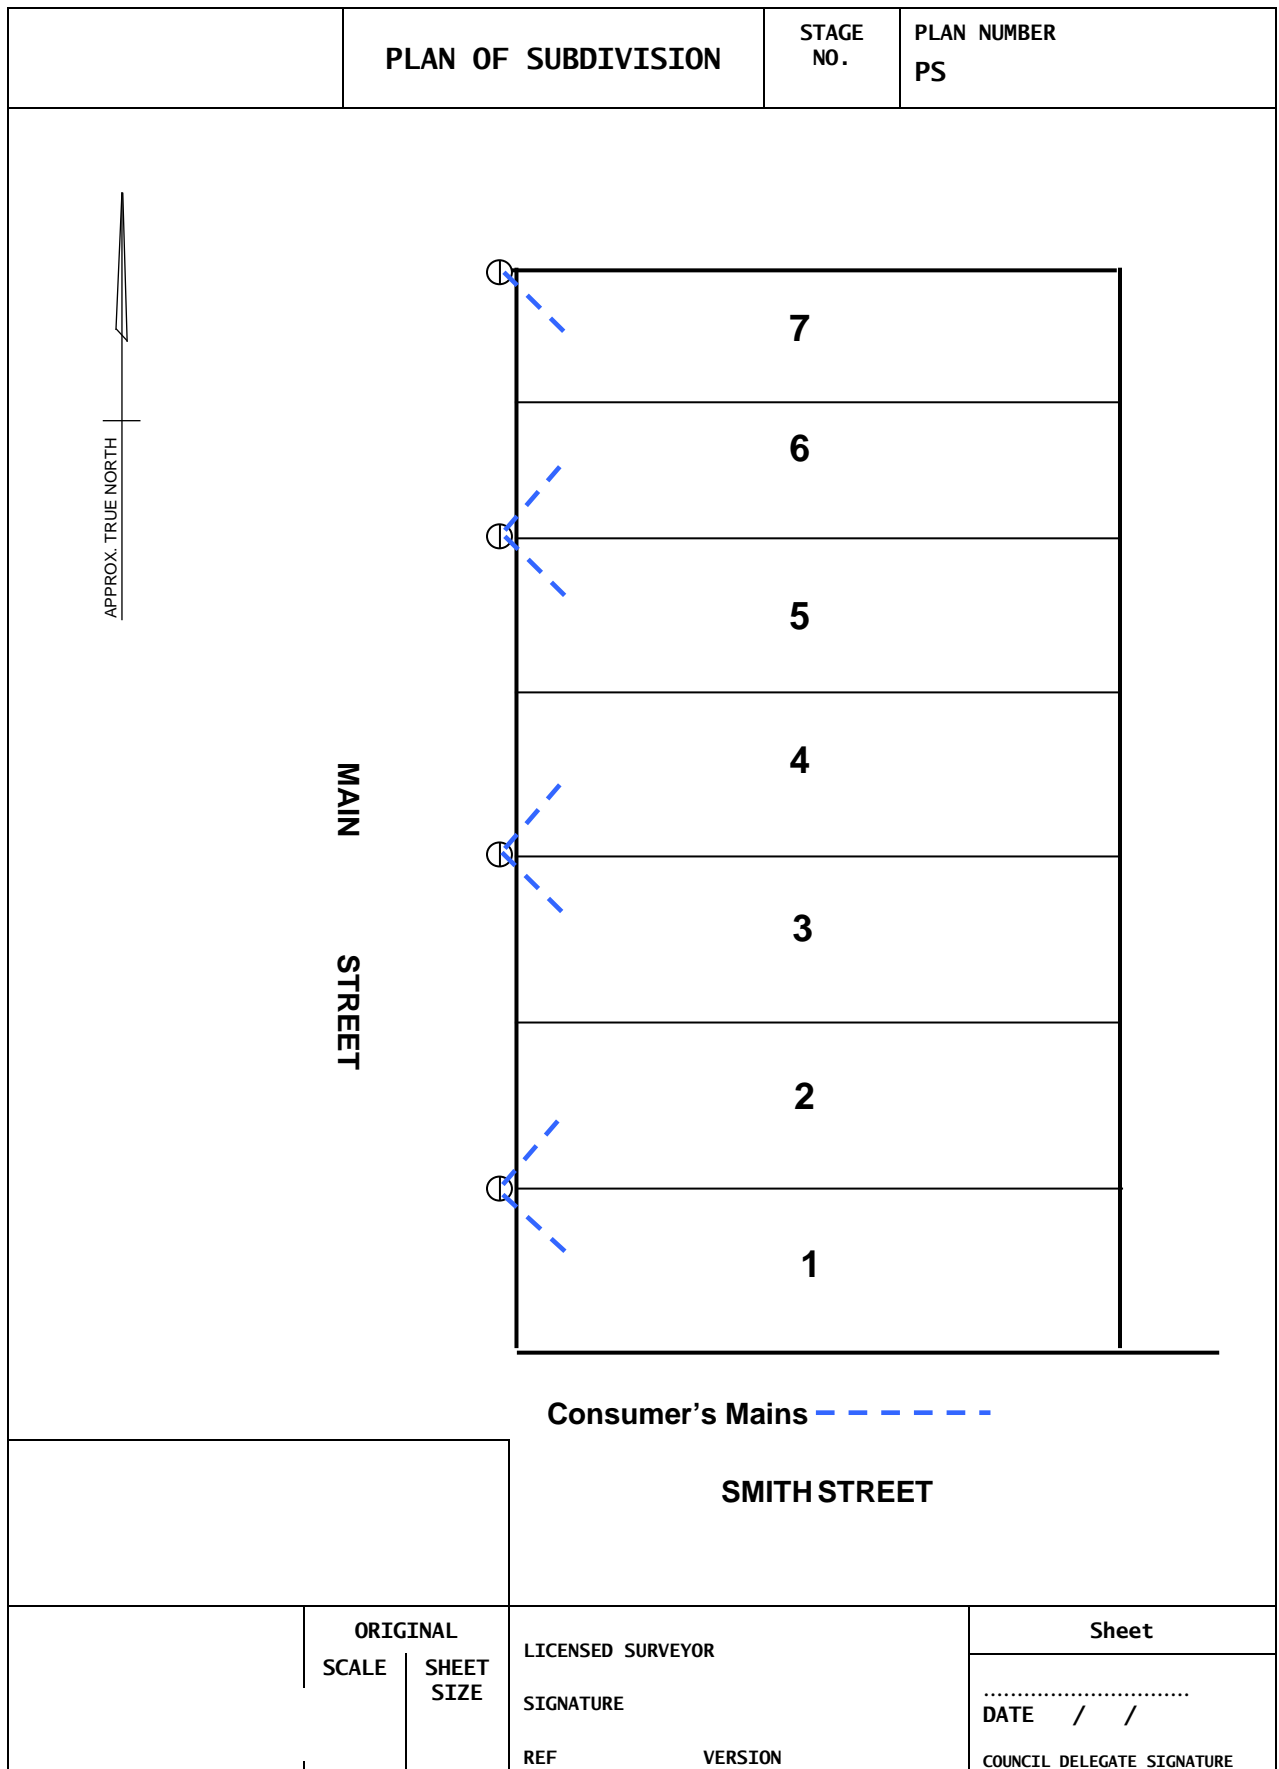 PLAN OF SUBDIVISION
STAGE
NO.
PLAN NUMBER
PS
APPROX. TRUE NORTH
7
6
5
4
3
2
1
MAIN STREET
Consumer's Mains
SMITH STREET
ORIGINAL
SCALE
SHEET
SIZE
LICENSED SURVEYOR
SIGNATURE
REF VERSION
Sheet
...............................
DATE / /
COUNCIL DELEGATE SIGNATURE